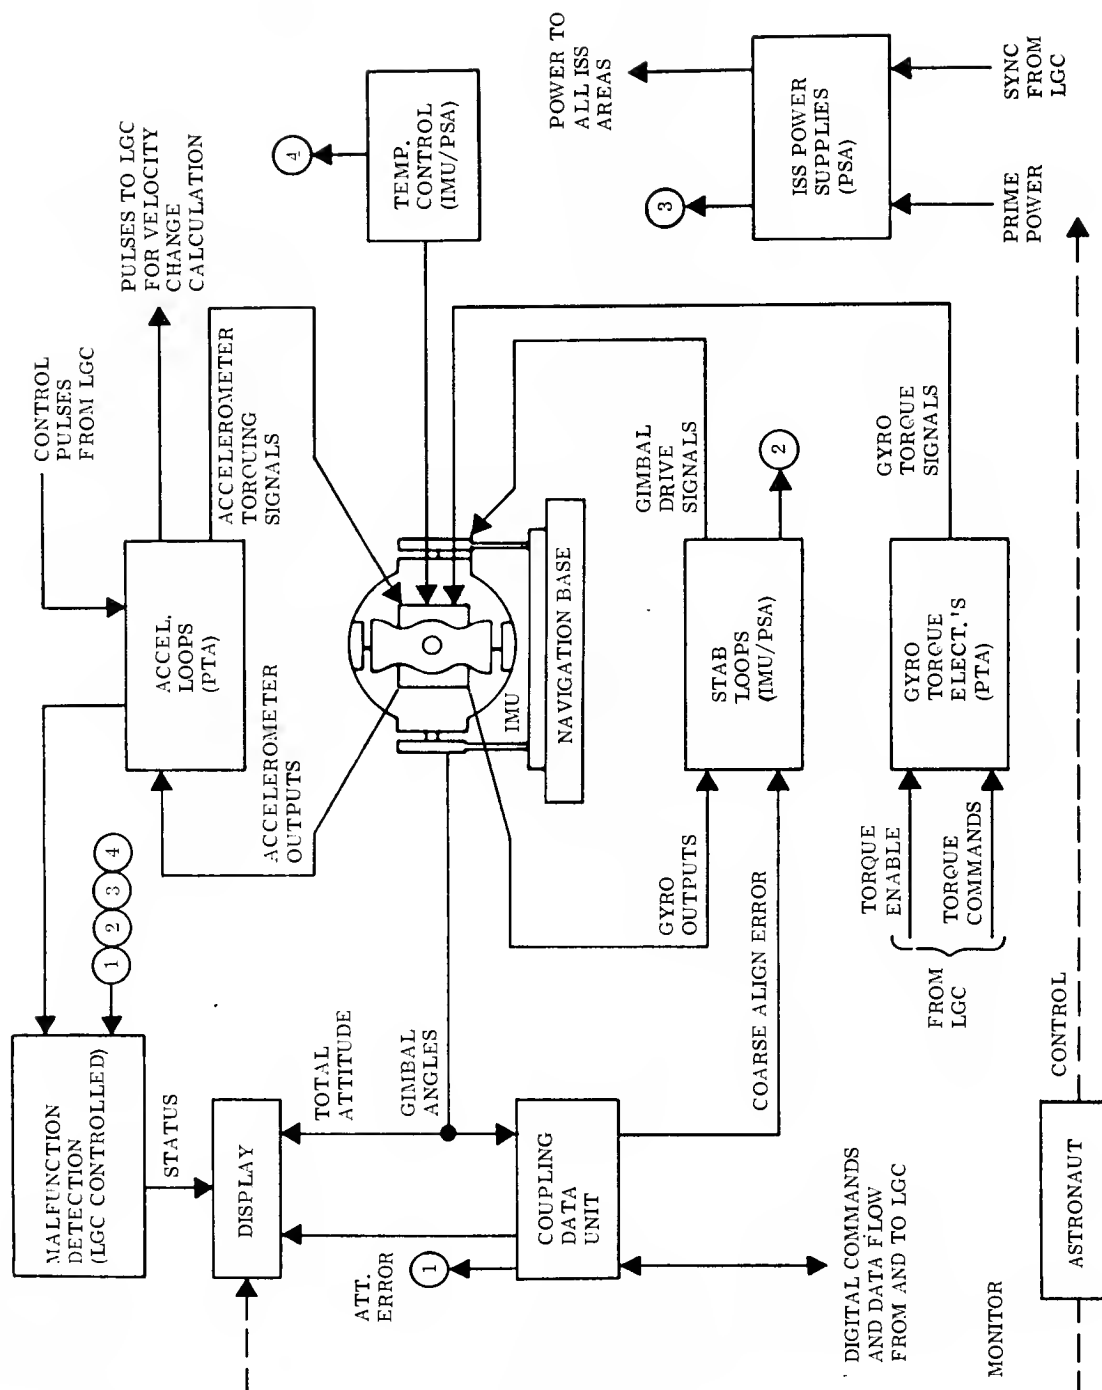 MALFUNCTION
DETECTION
(LGC CONTROLLED)
STATUS
DISPLAY
ATT.
ERROR
1
TOTAL
ATTITUDE
GIMBAL
ANGLES
COUPLING
DATA
UNIT
COARSE ALIGN ERROR
DIGITAL COMMANDS
AND DATA FLOW
FROM AND TO LGC
MONITOR
ASTRONAUT
CONTROL
1
2
3
4
CONTROL
PULSES
FROM LGC
ACCEL.
LOOPS
(PTA)
PULSES TO LGC
FOR VELOCITY
CHANGE
CALCULATION
ACCELEROMETER
TORQUING
SIGNALS
ACCELEROMETER
OUTPUTS
IMU
NAVIGATION BASE
GYRO
OUTPUTS
GIMBAL
DRIVE
SIGNALS
STAB
LOOPS
(IMU/PSA)
2
TORQUE
ENABLE
TORQUE
COMMANDS
FROM
LGC
GYRO
TORQUE
ELECT.'S
(PTA)
GYRO
TORQUE
SIGNALS
4
TEMP.
CONTROL
(IMU/PSA)
POWER TO
ALL ISS
AREAS
3
ISS POWER
SUPPLIES
(PSA)
PRIME
POWER
SYNC
FROM
LGC